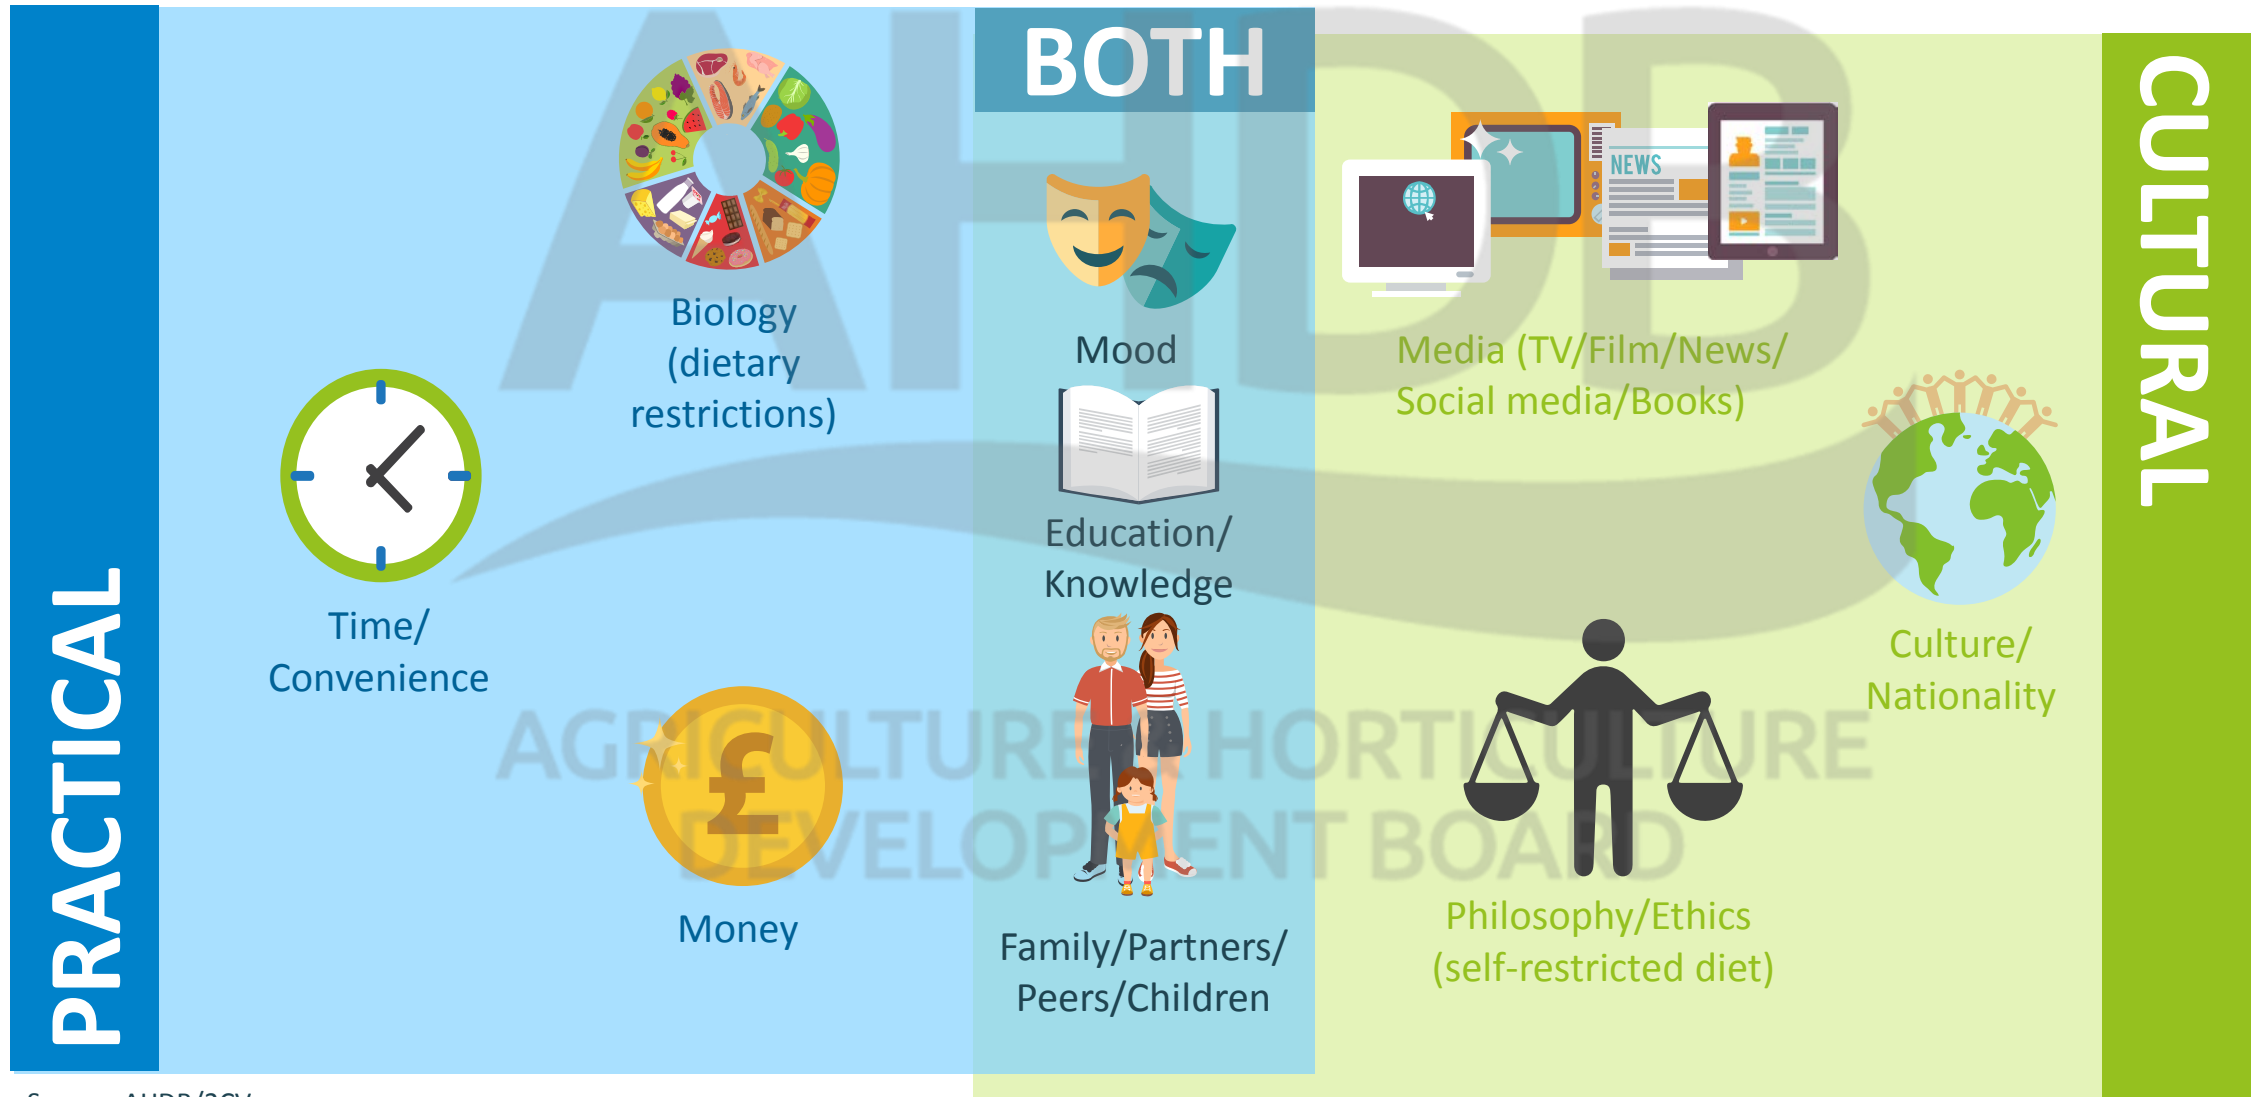 PRACTICAL
BOTH
CULTURAL
Biology
(dietary
restrictions)
Time/
Convenience
Money
Mood
Education/
Knowledge
Family/Partners/
Peers/Children
NEWS
Media (TV/Film/News/
Social media/Books)
Culture/
Nationality
Philosophy/Ethics
(self-restricted diet)
£
AHDB
AGRICULTURE & HORTICULTURE
DEVELOPMENT BOARD